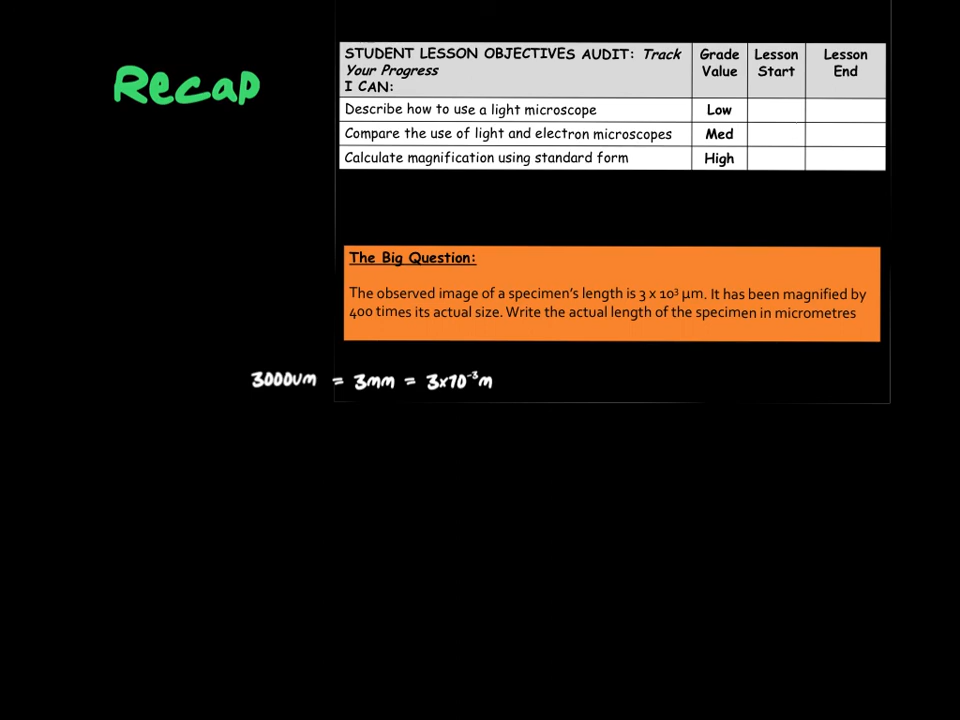 Recap
STUDENT LESSON OBJECTIVES AUDIT: Track
Your Progress
I CAN:
Grade
Value
Lesson
Start
Lesson
End
Describe how to use a light microscope
Low
Compare the use of light and electron microscopes
Med
Calculate magnification using standard form
High
The Big Question:
The observed image of a specimen's length is 3 x 10³ µm. It has been magnified by
400 times its actual size. Write the actual length of the specimen in micrometres
3000um = 3mm = 3x10⁻³m